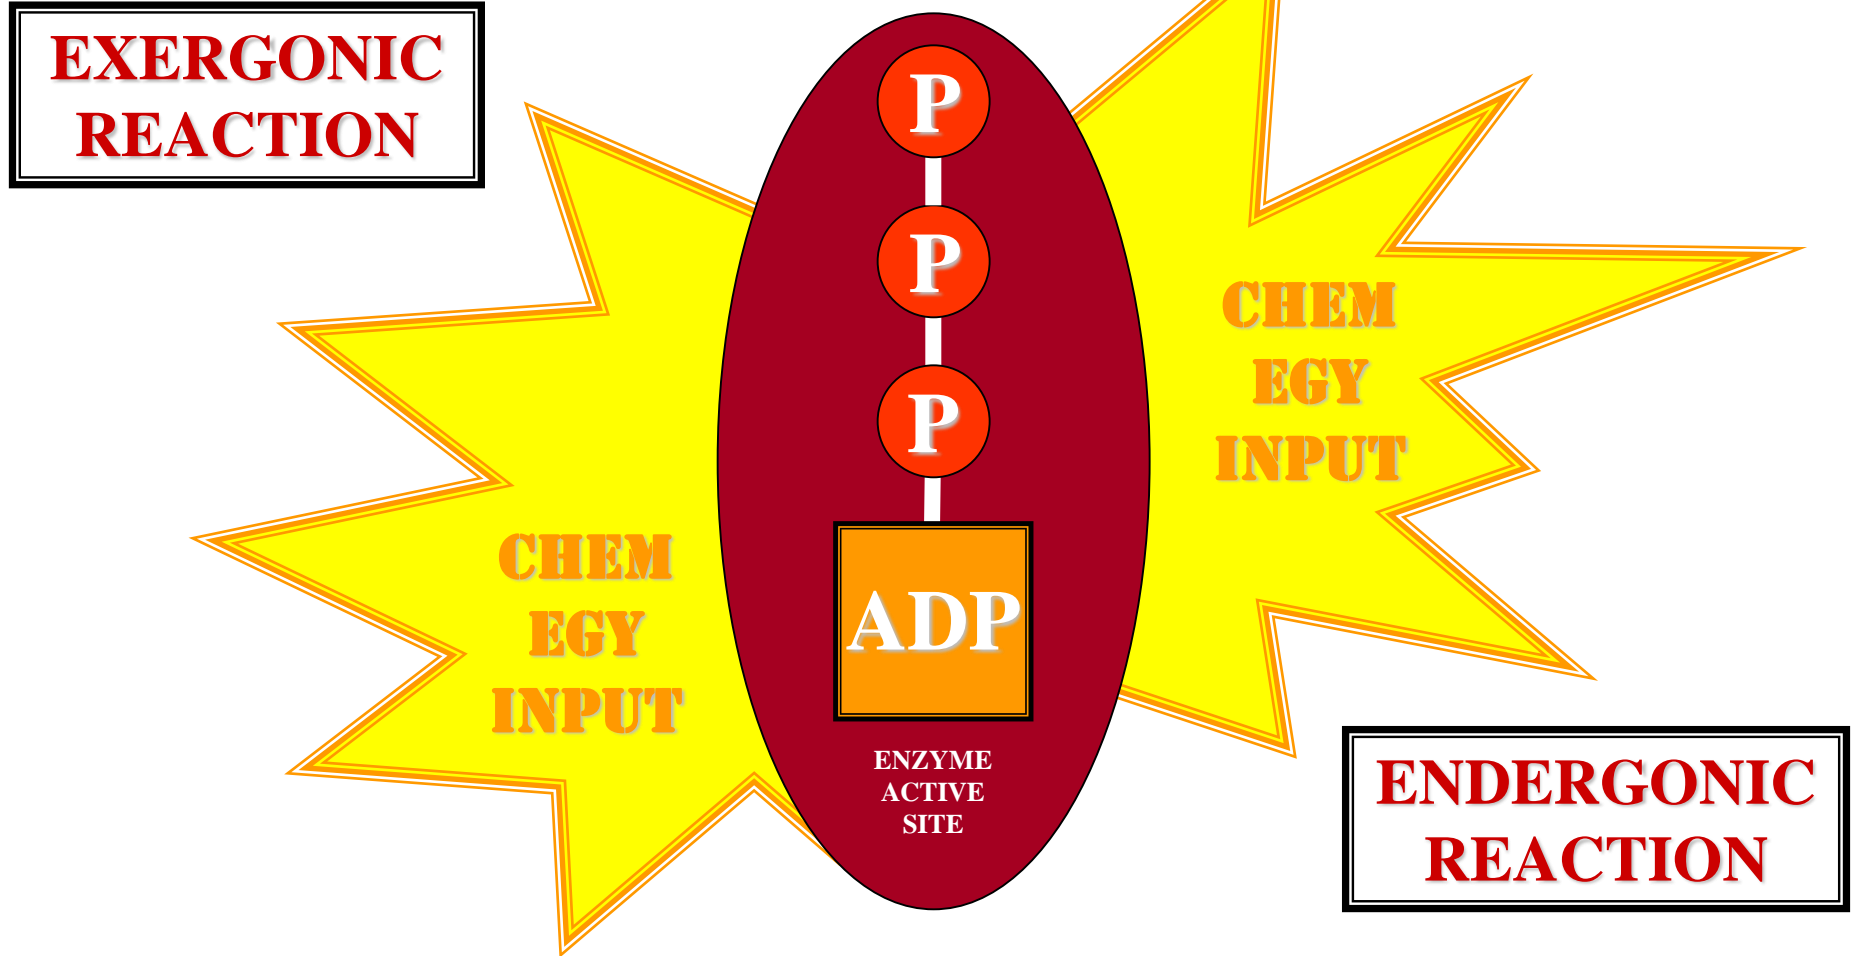 EXERGONIC
REACTION
P
P
P
CHEM
EGY
INPUT
CHEM
EGY
INPUT
ADP
ENZYME
ACTIVE
SITE
ENDERGONIC
REACTION